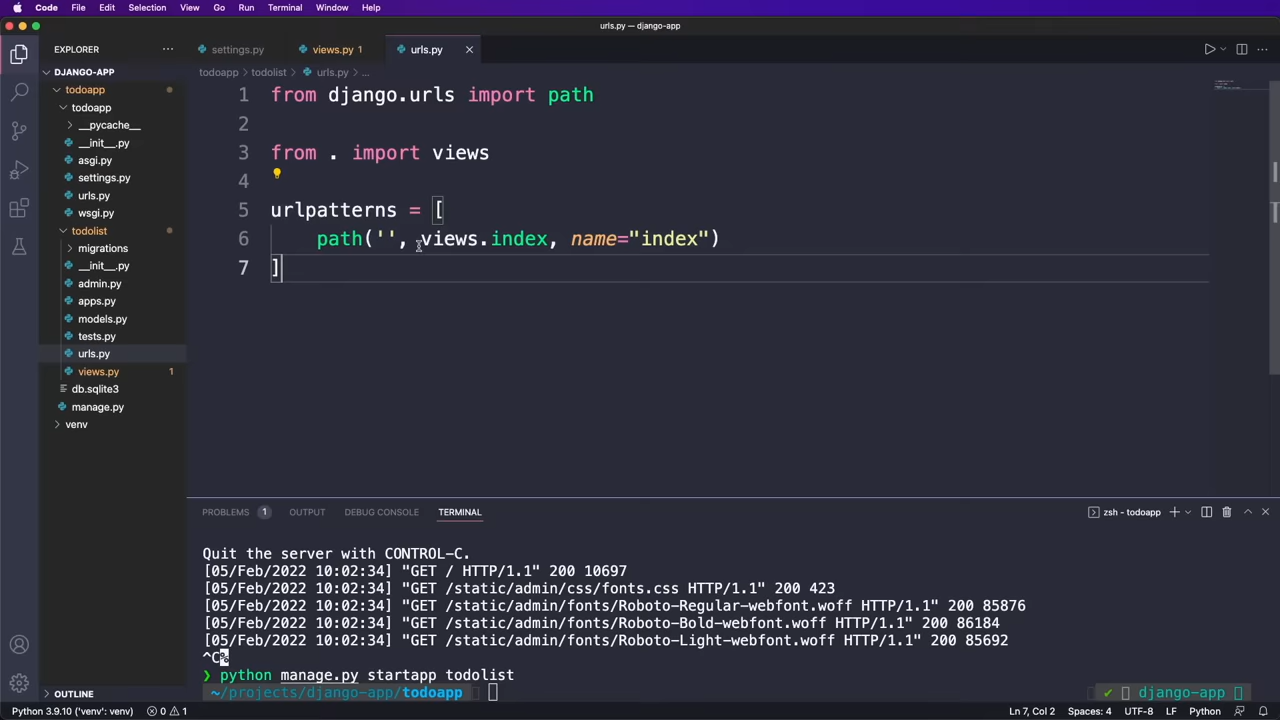 Code File Edit Selection View Go Run Terminal Window Help
urls.py — django-app
EXPLORER ··· settings.py views.py 1 urls.py ×
DJANGO-APP
todoapp > todolist > urls.py > ...
todoapp
todoapp
__pycache__
__init__.py
asgi.py
settings.py
urls.py
wsgi.py
todolist
migrations
__init__.py
admin.py
apps.py
models.py
tests.py
urls.py
views.py 1
db.sqlite3
manage.py
venv
OUTLINE
1 from django.urls import path
2
3 from . import views
4
5 urlpatterns = [
6 path('', views.index, name="index")
7 ]
PROBLEMS 1 OUTPUT DEBUG CONSOLE TERMINAL zsh - todoapp
Quit the server with CONTROL-C.
[05/Feb/2022 10:02:34] "GET / HTTP/1.1" 200 10697
[05/Feb/2022 10:02:34] "GET /static/admin/css/fonts.css HTTP/1.1" 200 423
[05/Feb/2022 10:02:34] "GET /static/admin/fonts/Roboto-Regular-webfont.woff HTTP/1.1" 200 85876
[05/Feb/2022 10:02:34] "GET /static/admin/fonts/Roboto-Bold-webfont.woff HTTP/1.1" 200 86184
[05/Feb/2022 10:02:34] "GET /static/admin/fonts/Roboto-Light-webfont.woff HTTP/1.1" 200 85692
^C%
❯ python manage.py startapp todolist
~/projects/django-app/todoapp ✔ django-app
Python 3.9.10 ('venv': venv) 0 1 Ln 7, Col 2 Spaces: 4 UTF-8 LF Python